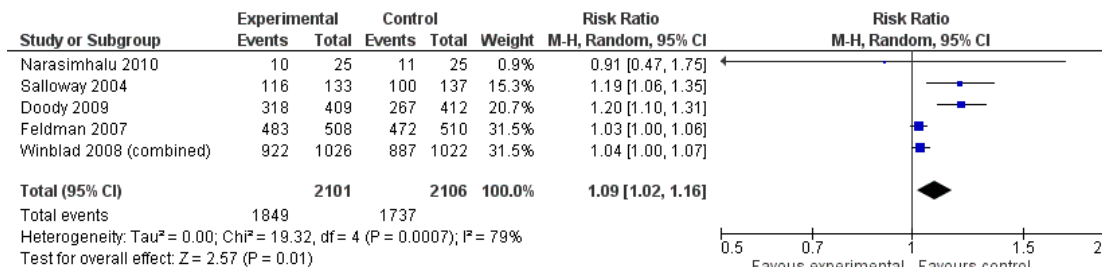 Experimental Control Risk Ratio Risk Ratio
Study or Subgroup Events Total Events Total Weight M-H, Random, 95% CI M-H, Random, 95% CI
Narasimhalu 2010 10 25 11 25 0.9% 0.91 [0.47, 1.75]
Salloway 2004 116 133 100 137 15.3% 1.19 [1.06, 1.35]
Doody 2009 318 409 267 412 20.7% 1.20 [1.10, 1.31]
Feldman 2007 483 508 472 510 31.5% 1.03 [1.00, 1.06]
Winblad 2008 (combined) 922 1026 887 1022 31.5% 1.04 [1.00, 1.07]
Total (95% CI) 2101 2106 100.0% 1.09 [1.02, 1.16]
Total events 1849 1737
Heterogeneity: Tau² = 0.00; Chi² = 19.32, df = 4 (P = 0.0007); I² = 79%
Test for overall effect: Z = 2.57 (P = 0.01)
0.5 0.7 1 1.5 2
Favous experimental Favours control